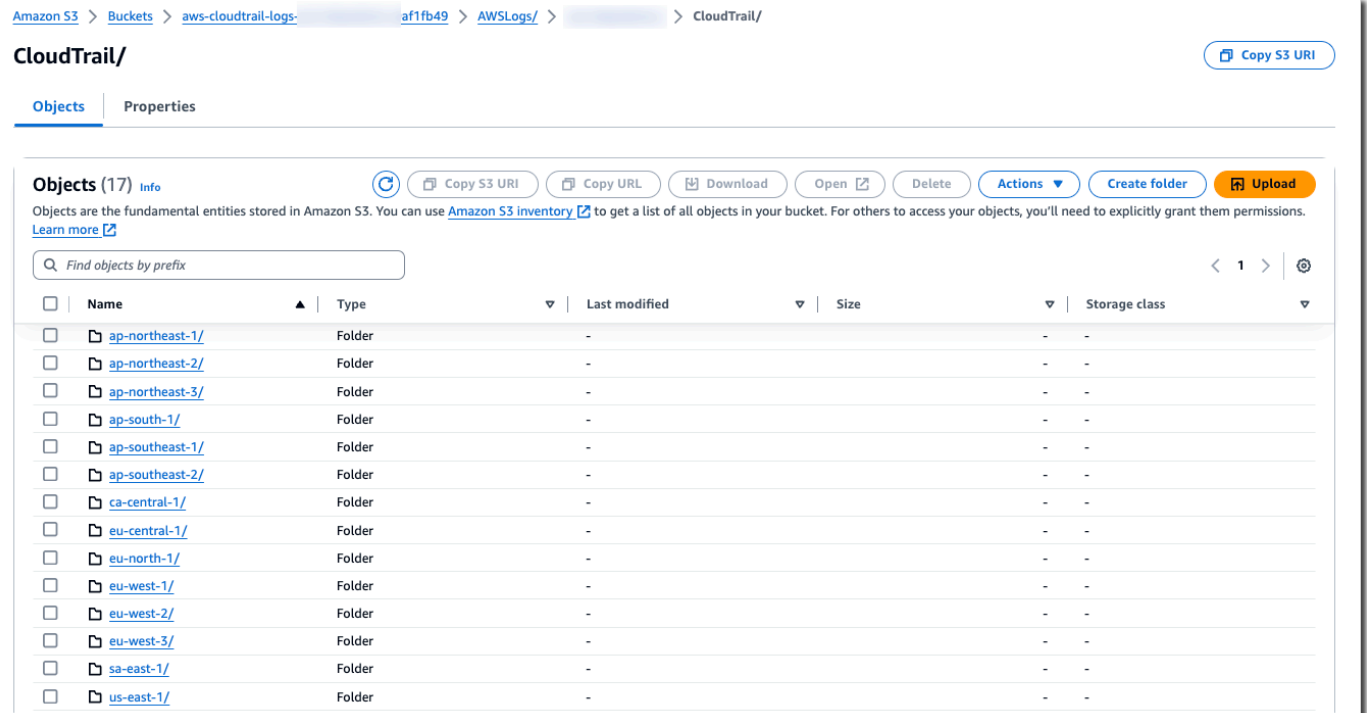 Amazon S3 > Buckets > aws-cloudtrail-logs- af1fb49 > AWSLogs/ > > CloudTrail/
CloudTrail/ Copy S3 URI
Objects Properties
Objects (17) Info Copy S3 URI Copy URL Download Open Delete Actions Create folder Upload
Objects are the fundamental entities stored in Amazon S3. You can use Amazon S3 inventory to get a list of all objects in your bucket. For others to access your objects, you'll need to explicitly grant them permissions.
Learn more
Find objects by prefix < 1 >
Name Type Last modified Size Storage class
ap-northeast-1/ Folder - - -
ap-northeast-2/ Folder - - -
ap-northeast-3/ Folder - - -
ap-south-1/ Folder - - -
ap-southeast-1/ Folder - - -
ap-southeast-2/ Folder - - -
ca-central-1/ Folder - - -
eu-central-1/ Folder - - -
eu-north-1/ Folder - - -
eu-west-1/ Folder - - -
eu-west-2/ Folder - - -
eu-west-3/ Folder - - -
sa-east-1/ Folder - - -
us-east-1/ Folder - - -